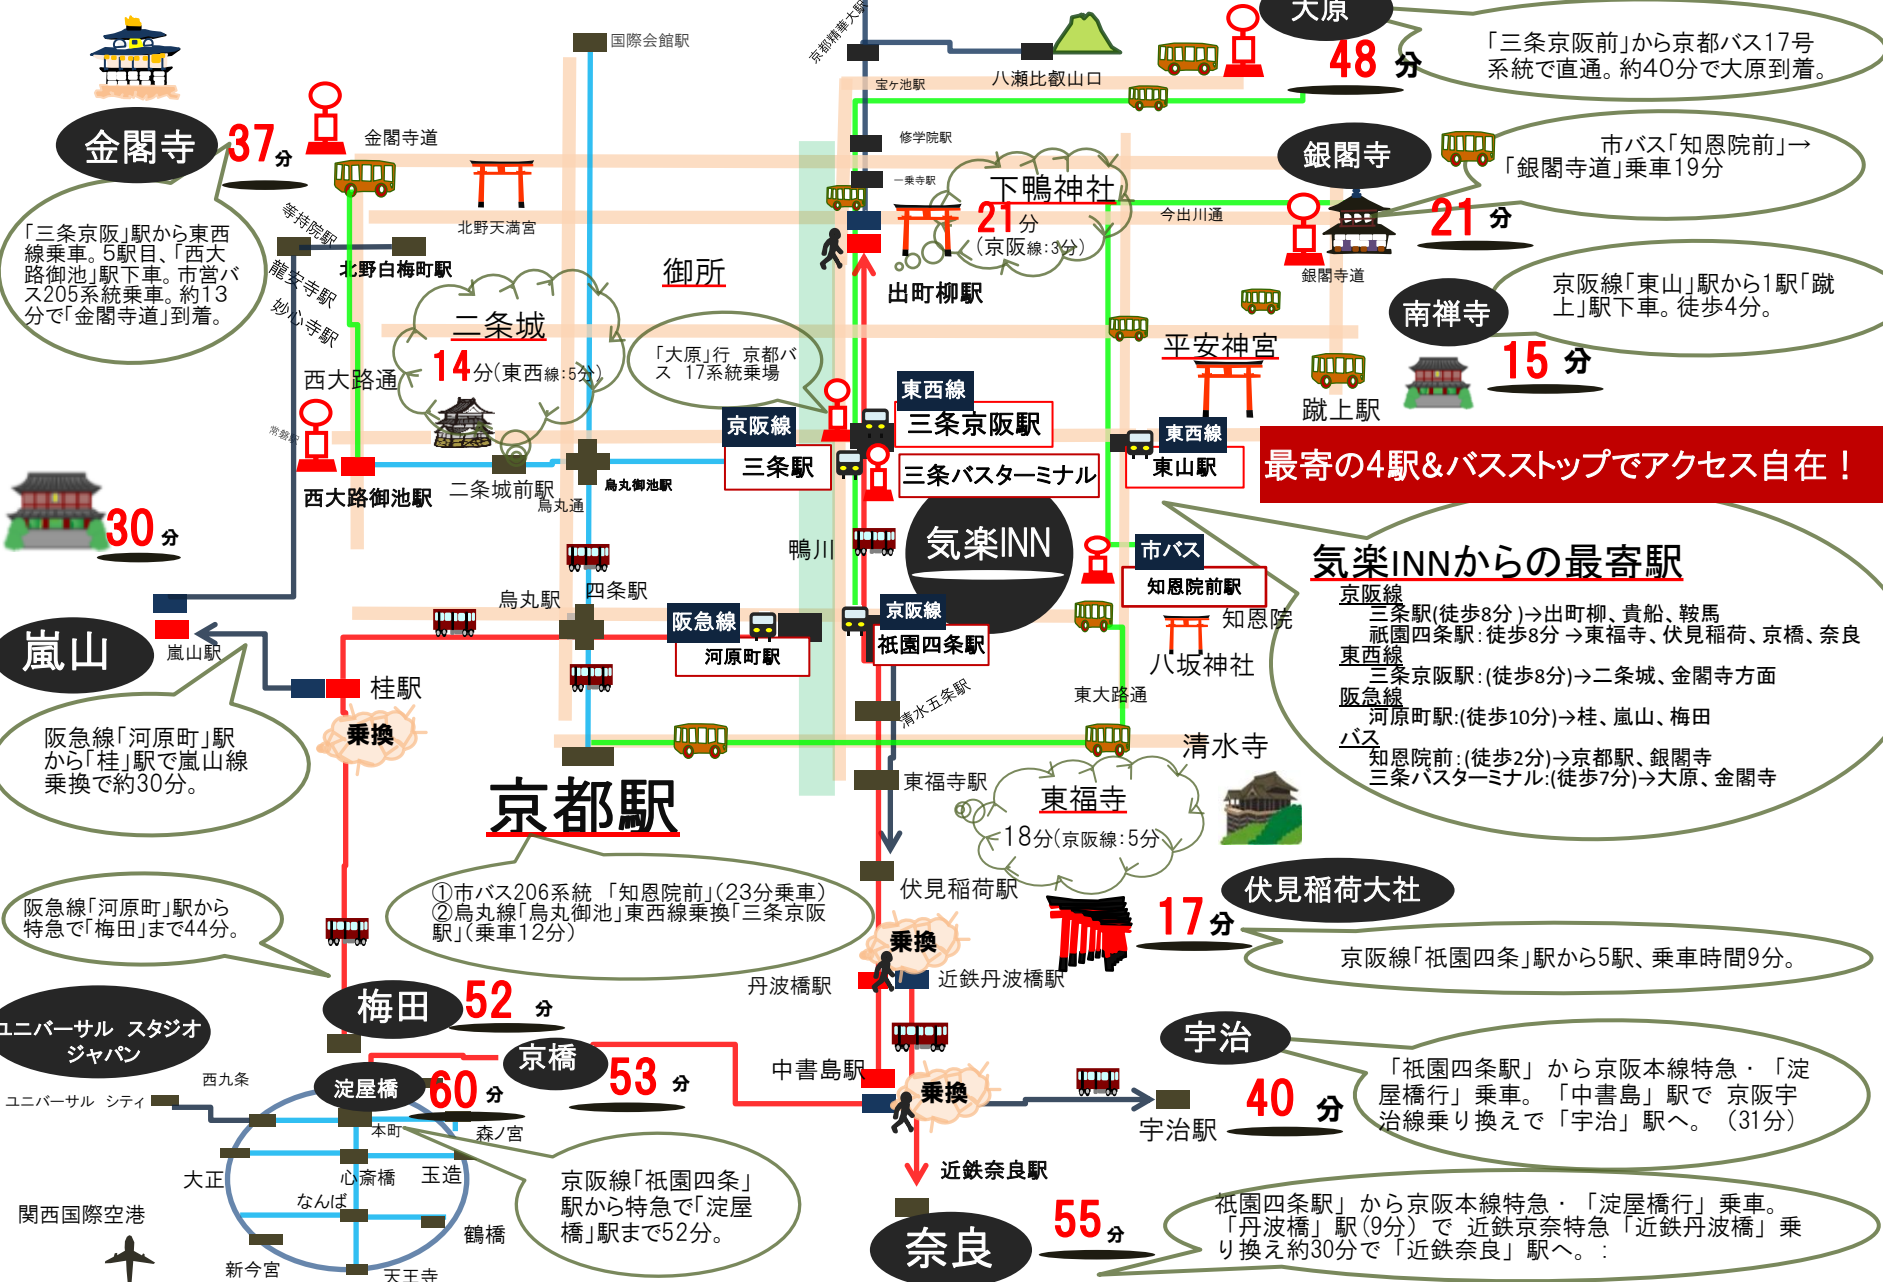 大原
48 分
「三条京阪前」から京都バス17号
系統で直通。約40分で大原到着。
国際会館駅
京都精華大駅
八瀬比叡山口
宝ヶ池駅
修学院駅
一乗寺駅
金閣寺
37分
金閣寺道
「三条京阪」駅から東西
線乗車。5駅目、「西大
路御池」駅下車。市営バ
ス205系統乗車。約13
分で「金閣寺道」到着。
等持院駅
龍安寺駅
妙心寺駅
常盤駅
北野白梅町駅
北野天満宮
下鴨神社
21分
(京阪線:3分)
今出川通
銀閣寺
21 分
市バス「知恩院前」→
「銀閣寺道」乗車19分
銀閣寺道
南禅寺
15 分
京阪線「東山」駅から1駅「蹴
上」駅下車。徒歩4分。
御所
出町柳駅
二条城
14分(東西線:5分)
「大原」行 京都バ
ス 17系統乗場
平安神宮
蹴上駅
西大路通
西大路御池駅
二条城前駅
烏丸通
烏丸御池駅
京阪線
三条駅
東西線
三条京阪駅
三条バスターミナル
東西線
東山駅
最寄の4駅&バスストップでアクセス自在！
30 分
嵐山
嵐山駅
鴨川
気楽INN
市バス
知恩院前駅
知恩院
八坂神社
烏丸駅
四条駅
阪急線
河原町駅
京阪線
祇園四条駅
清水五条駅
東大路通
清水寺
気楽INNからの最寄駅
京阪線
三条駅(徒歩8分)→出町柳、貴船、鞍馬
祇園四条駅：徒歩8分 →東福寺、伏見稲荷、京橋、奈良
東西線
三条京阪駅：(徒歩8分)→二条城、金閣寺方面
阪急線
河原町駅:(徒歩10分)→桂、嵐山、梅田
バス
知恩院前：(徒歩2分)→京都駅、銀閣寺
三条バスターミナル:(徒歩7分)→大原、金閣寺
桂駅
乗換
阪急線「河原町」駅
から「桂」駅で嵐山線
乗換で約30分。
京都駅
①市バス206系統 「知恩院前」(23分乗車)
②烏丸線「烏丸御池」東西線乗換「三条京阪
駅」(乗車12分)
東福寺駅
東福寺
18分(京阪線：5分
伏見稲荷駅
伏見稲荷大社
17分
京阪線「祇園四条」駅から5駅、乗車時間9分。
阪急線「河原町」駅から
特急で「梅田」まで44分。
梅田
52 分
乗換
丹波橋駅
近鉄丹波橋駅
ユニバーサル スタジオ
ジャパン
西九条
ユニバーサル シティ
淀屋橋
60 分
京橋
53 分
中書島駅
乗換
宇治
宇治駅
40 分
「祇園四条駅」 から京阪本線特急・ 「淀
屋橋行」 乗車。 「中書島」 駅で 京阪宇
治線乗り換えで 「宇治」 駅へ。 （31分）
本町
森ノ宮
大正
心斎橋
玉造
なんば
鶴橋
新今宮
天王寺
関西国際空港
京阪線「祇園四条」
駅から特急で「淀屋
橋」駅まで52分。
近鉄奈良駅
奈良
55分
祇園四条駅」 から京阪本線特急・ 「淀屋橋行」 乗車。
「丹波橋」 駅(9分) で 近鉄京奈特急 「近鉄丹波橋」 乗
り換え約30分で 「近鉄奈良」 駅へ。：